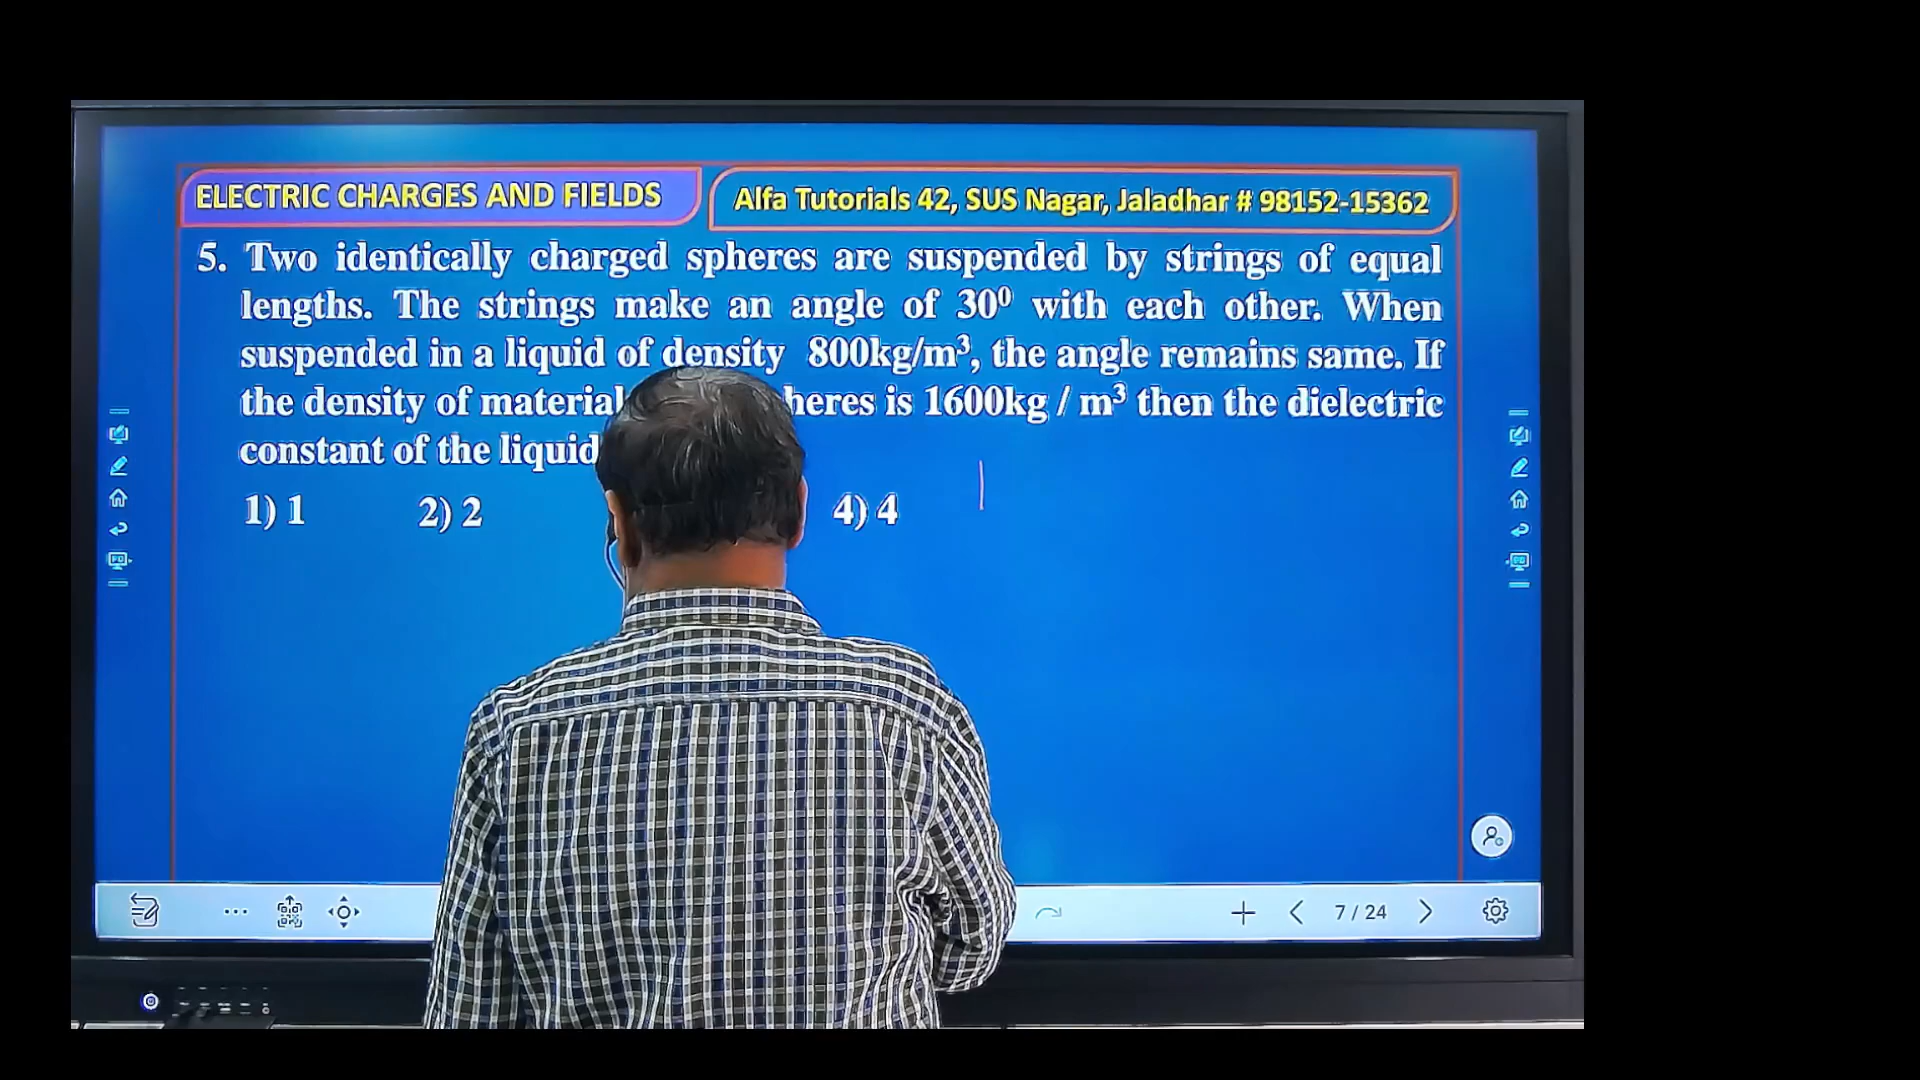 ELECTRIC CHARGES AND FIELDS
Alfa Tutorials 42, SUS Nagar, Jaladhar # 98152-15362
5. Two identically charged spheres are suspended by strings of equal
lengths. The strings make an angle of 30⁰ with each other. When
suspended in a liquid of density 800kg/m³, the angle remains same. If
the density of material heres is 1600kg / m³ then the dielectric
constant of the liquid
1) 1 2) 2 4) 4
7 / 24